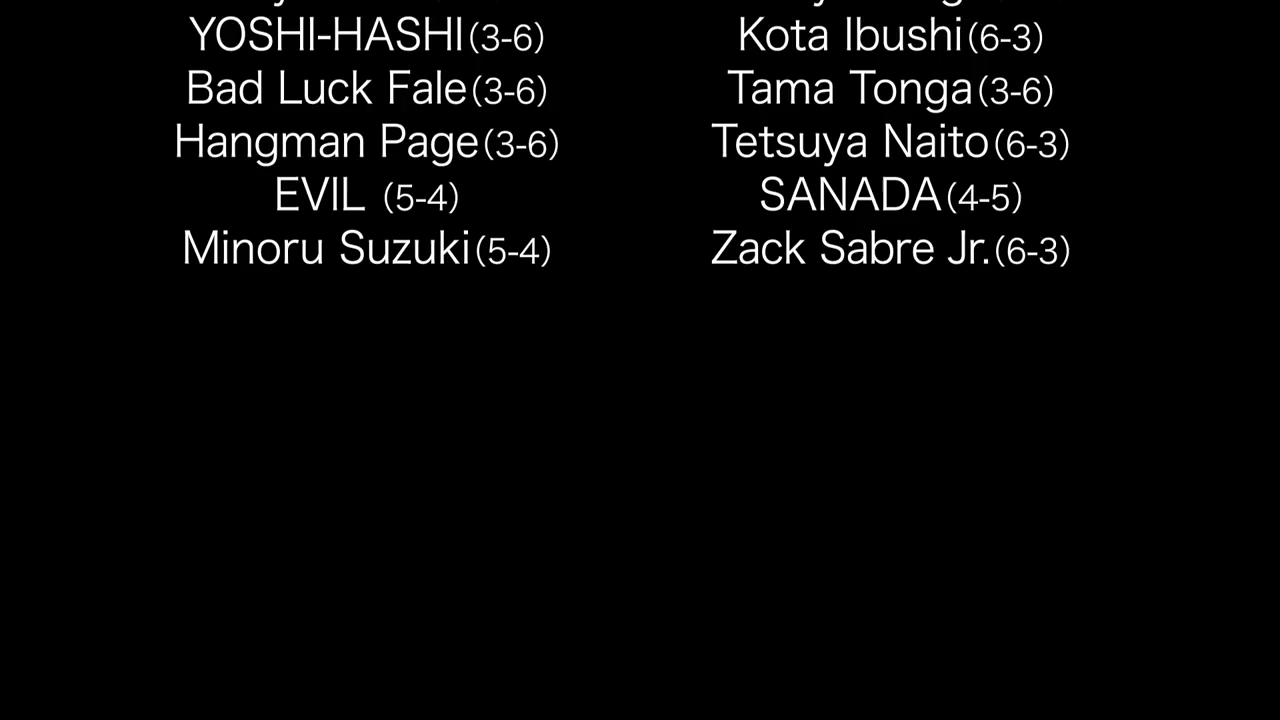 YOSHI-HASHI(3-6)
Bad Luck Fale(3-6)
Hangman Page(3-6)
EVIL (5-4)
Minoru Suzuki(5-4)
Kota Ibushi(6-3)
Tama Tonga(3-6)
Tetsuya Naito(6-3)
SANADA(4-5)
Zack Sabre Jr.(6-3)